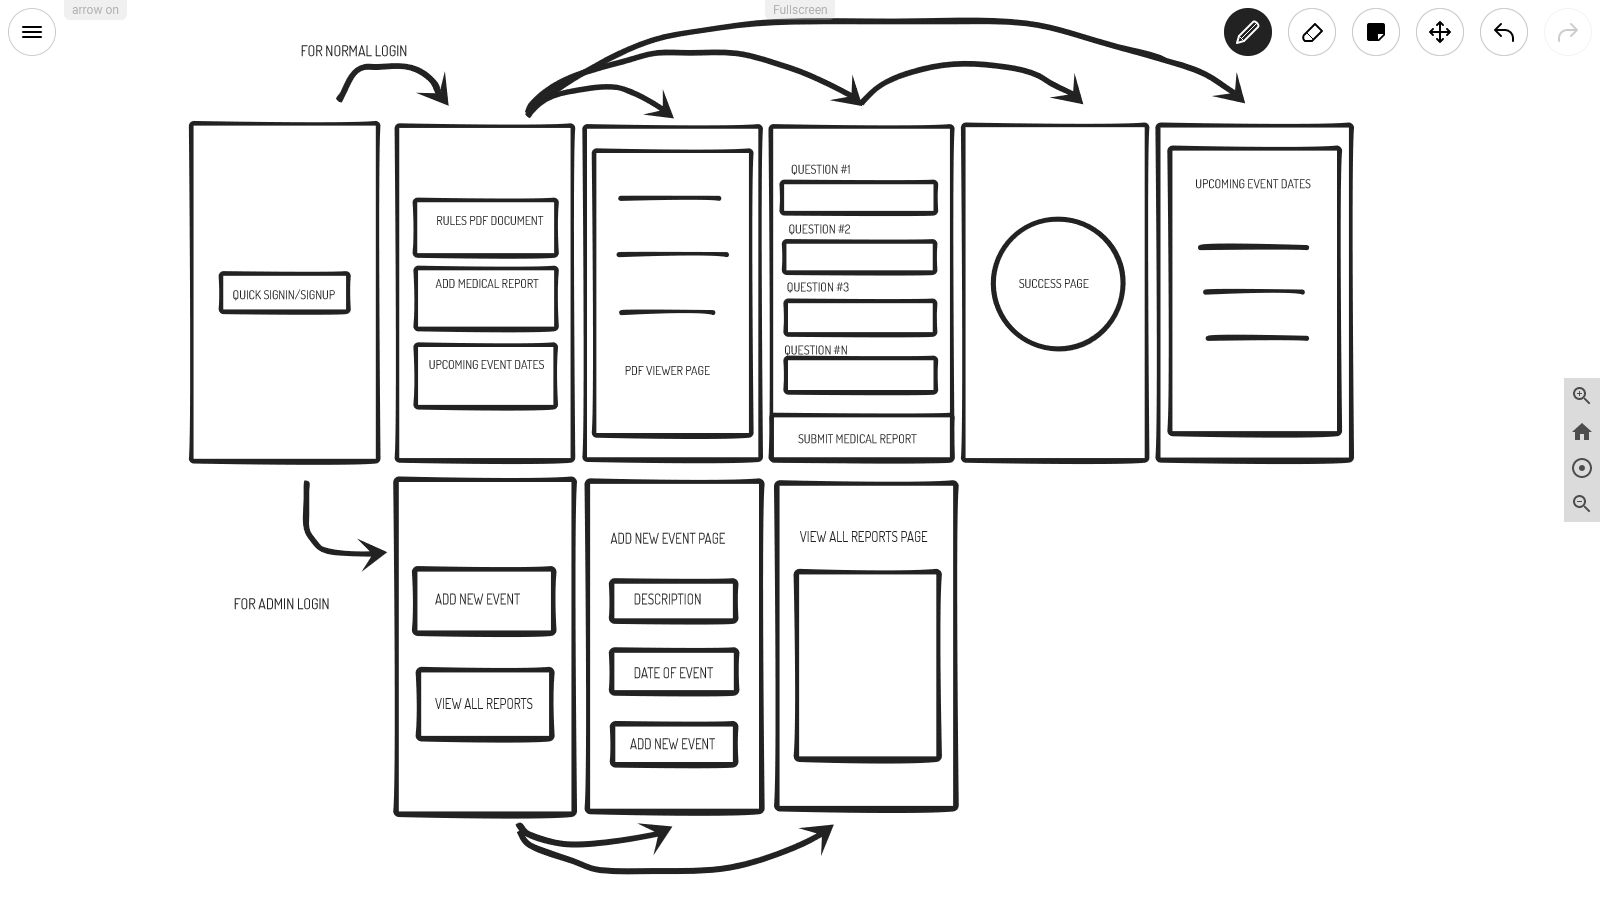 arrow on
Fullscreen
FOR NORMAL LOGIN
QUICK SIGNIN/SIGNUP
RULES PDF DOCUMENT
ADD MEDICAL REPORT
UPCOMING EVENT DATES
PDF VIEWER PAGE
QUESTION #1
QUESTION #2
QUESTION #3
QUESTION #N
SUBMIT MEDICAL REPORT
SUCCESS PAGE
UPCOMING EVENT DATES
FOR ADMIN LOGIN
ADD NEW EVENT
VIEW ALL REPORTS
ADD NEW EVENT PAGE
DESCRIPTION
DATE OF EVENT
ADD NEW EVENT
VIEW ALL REPORTS PAGE